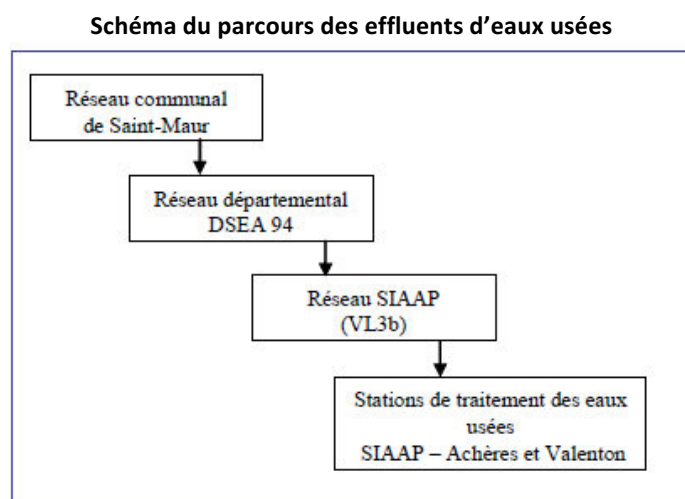 Schéma du parcours des effluents d’eaux usées
Réseau communal
de Saint-Maur
Réseau départemental
DSEA 94
Réseau SIAAP
(VL3b)
Stations de traitement des eaux
usées
SIAAP – Achères et Valenton